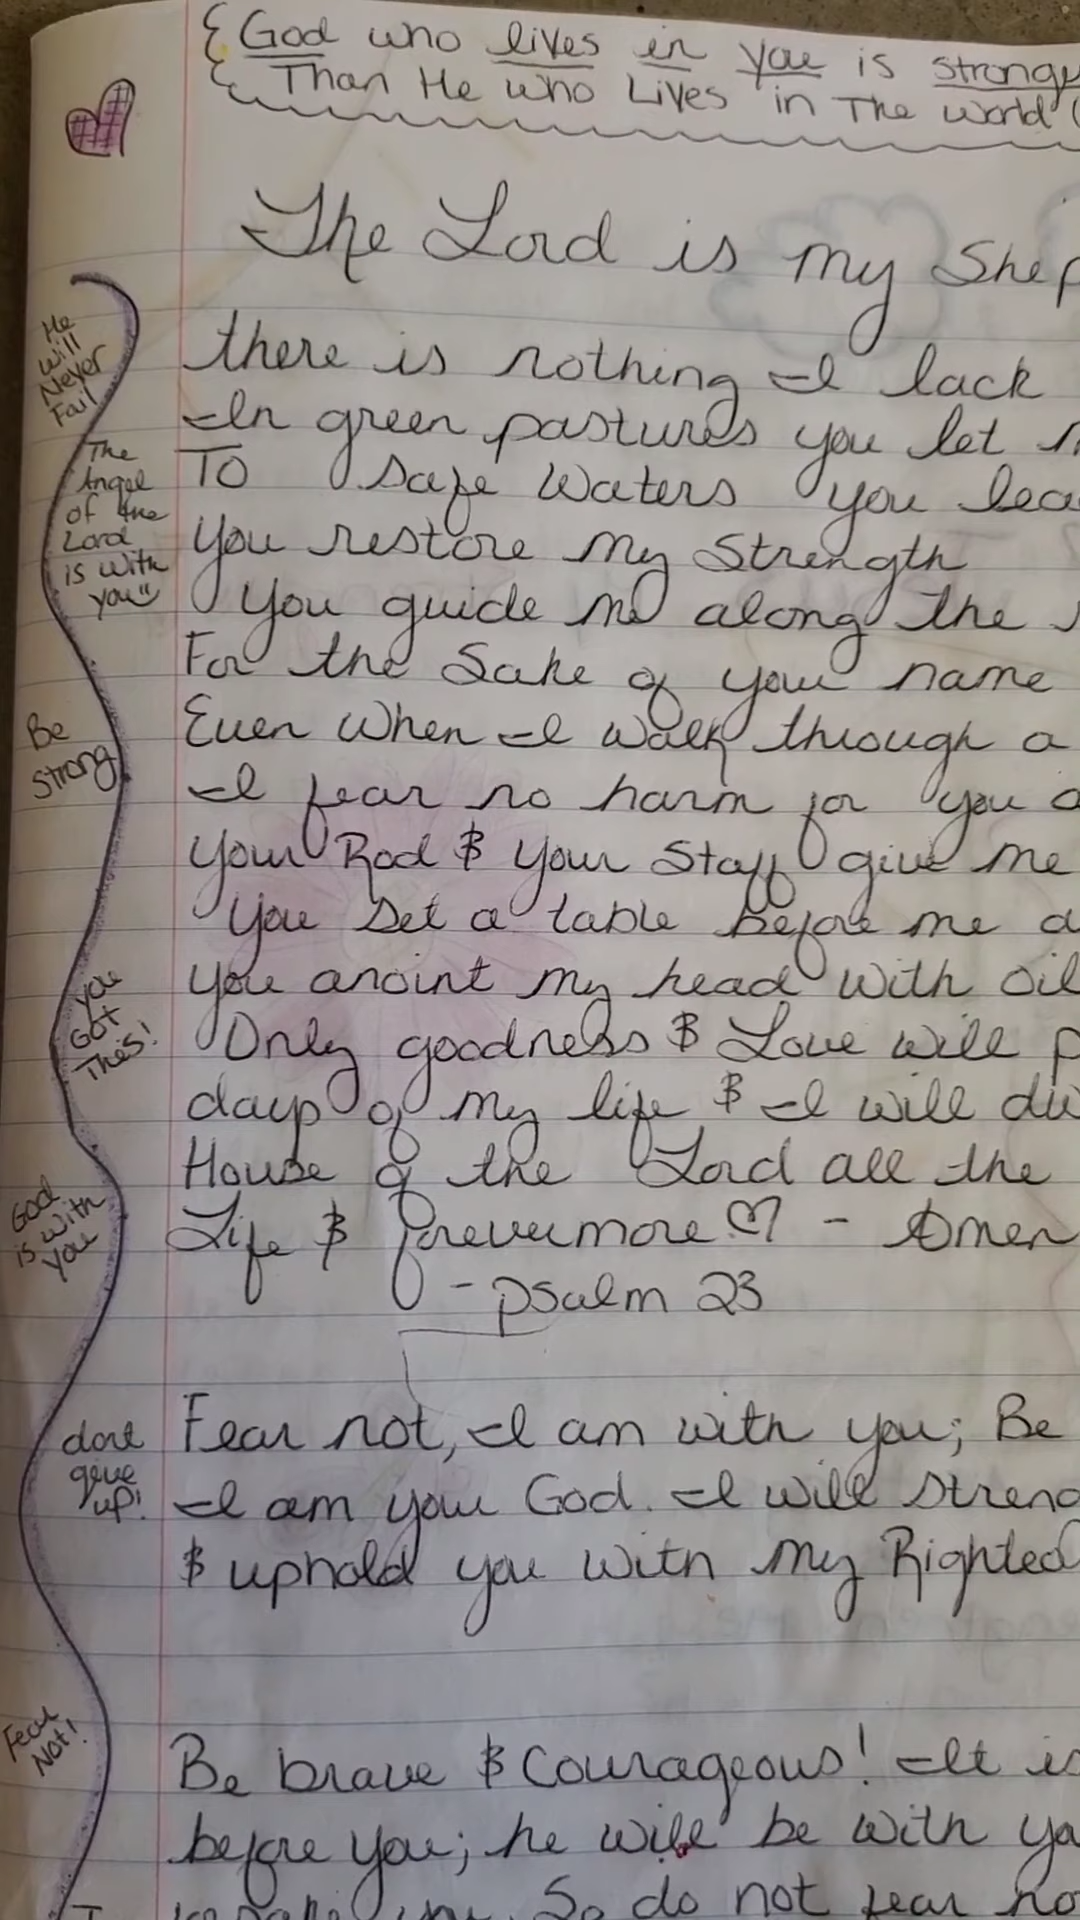 God who lives in you is stronge
Than He who Lives in The World (
The Lord is my Shep
there is nothing I lack
In green pastures you let
To safe waters you lea
You restore my Strength
You guide me along the
For the Sake of your name
Even When I walk through a
I fear no harm for you a
Your Rod & Your Staff give me
You set a table before me a
You anoint my head with oil
Only goodness & Love will p
days of my life & I will dw
House of the Lord all the
Life & forevermore ♡ - Amen
- Psalm 23
Fear not, I am with you; Be
I am your God. I will streng
& uphold you with my Righteo
Be brave & Courageous! It is
before you; he will be with yo
So do not fear no
He
will
Never
Fail
The
Angel
of the
Lord
is with
you
Be
Strong
you
Got
This!
God
is with
you
dont
give
up!
Fear
Not!